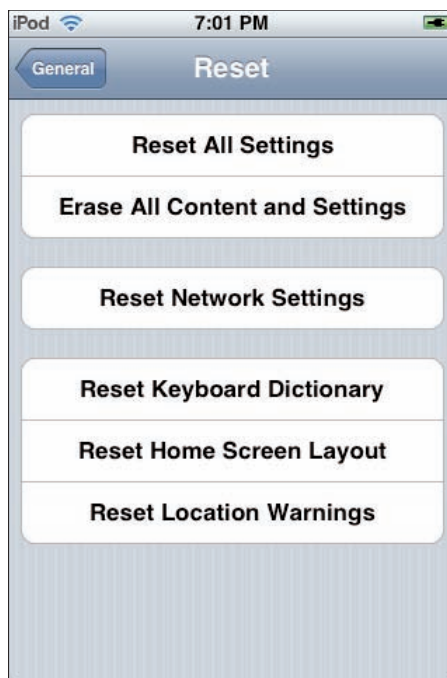 iPod 7:01 PM
General Reset
Reset All Settings
Erase All Content and Settings
Reset Network Settings
Reset Keyboard Dictionary
Reset Home Screen Layout
Reset Location Warnings